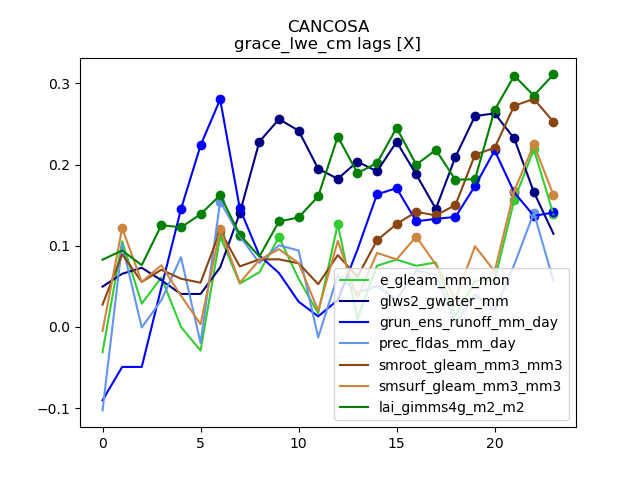 CANCOSA
grace_lwe_cm lags [X]
0.3
0.2
0.1
0.0
−0.1
0
5
10
15
20
e_gleam_mm_mon
glws2_gwater_mm
grun_ens_runoff_mm_day
prec_fldas_mm_day
smroot_gleam_mm3_mm3
smsurf_gleam_mm3_mm3
lai_gimms4g_m2_m2